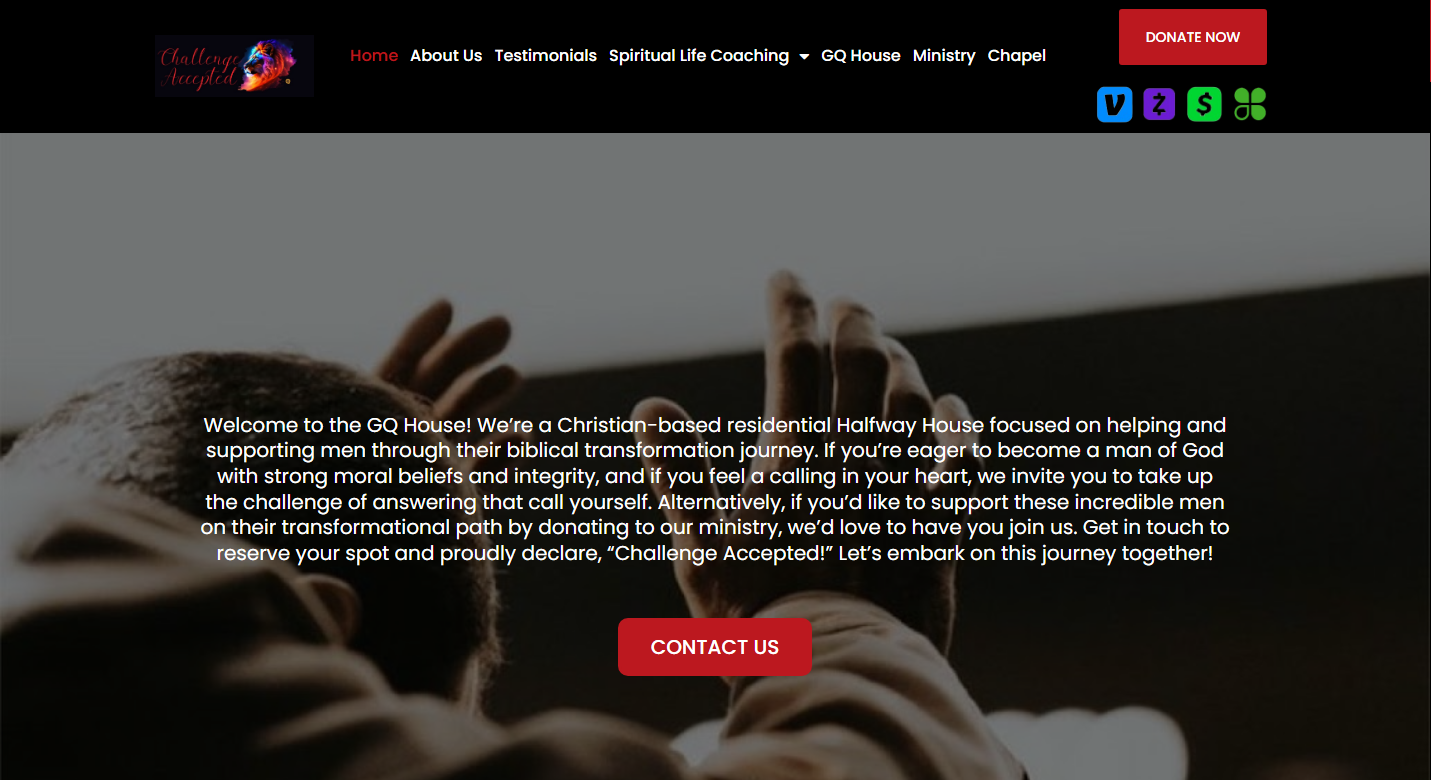 Challenge
Accepted
Home About Us Testimonials Spiritual Life Coaching GQ House Ministry Chapel
DONATE NOW
Welcome to the GQ House! We’re a Christian-based residential Halfway House focused on helping and
supporting men through their biblical transformation journey. If you’re eager to become a man of God
with strong moral beliefs and integrity, and if you feel a calling in your heart, we invite you to take up
the challenge of answering that call yourself. Alternatively, if you’d like to support these incredible men
on their transformational path by donating to our ministry, we’d love to have you join us. Get in touch to
reserve your spot and proudly declare, “Challenge Accepted!” Let’s embark on this journey together!
CONTACT US